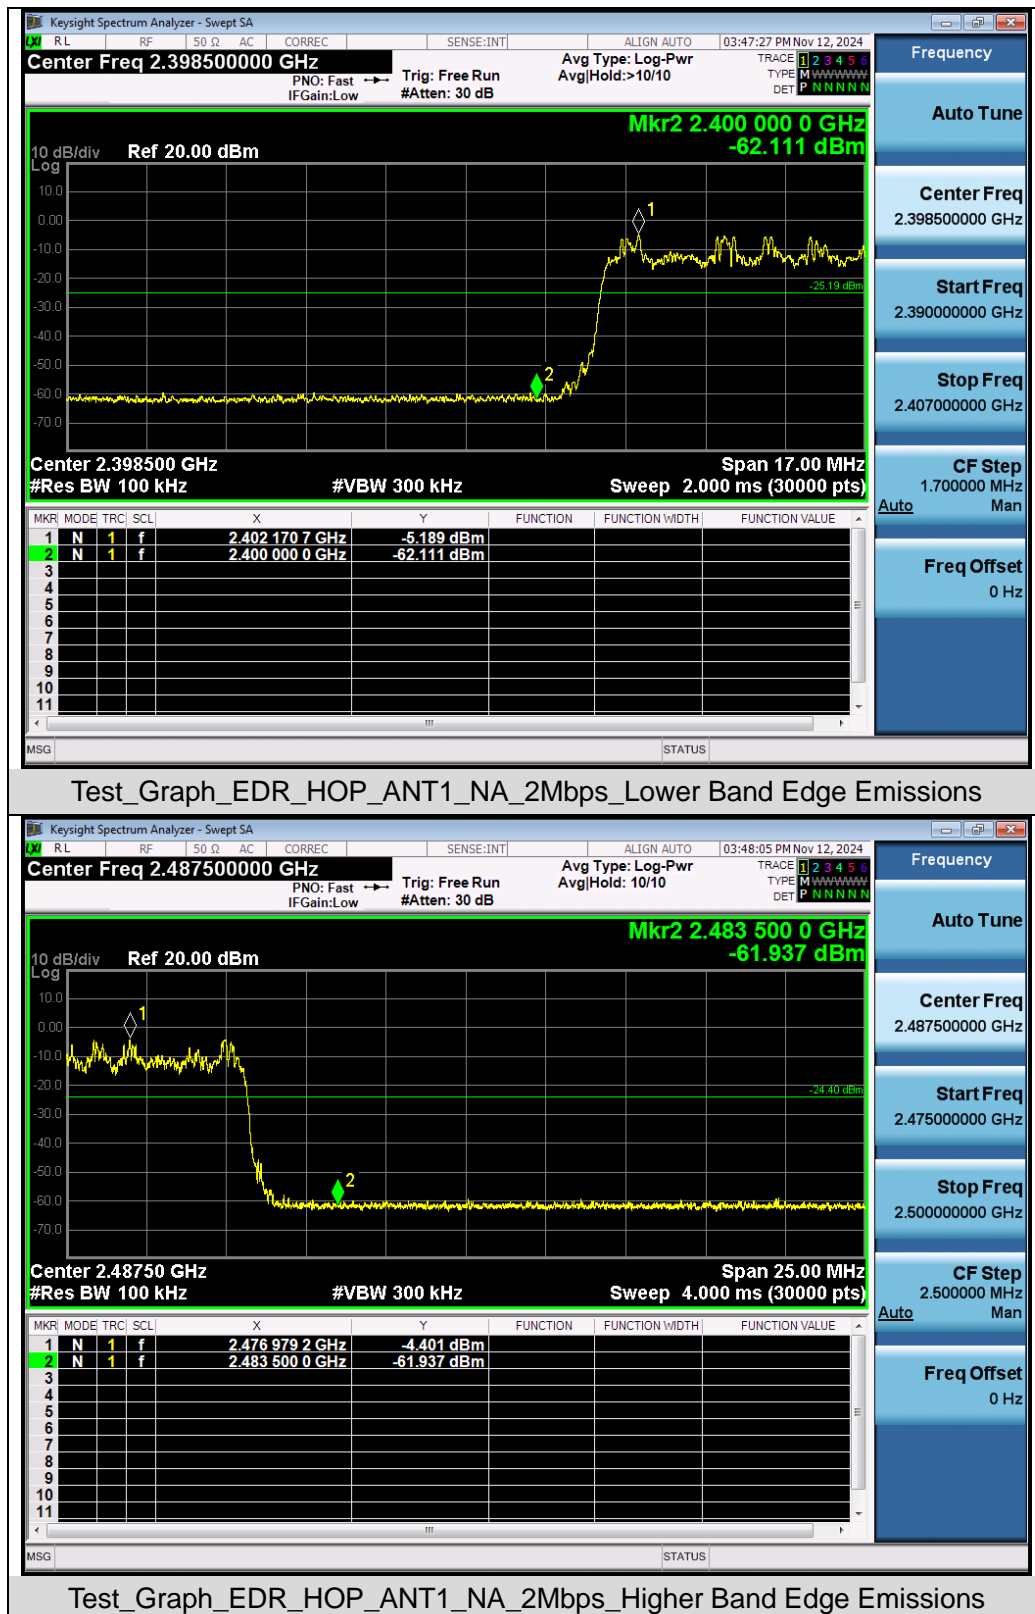 Keysight Spectrum Analyzer - Swept SA
LXI RL RF 50 Ω AC CORREC SENSE:INT ALIGN AUTO 03:47:27 PM Nov 12, 2024
Center Freq 2.398500000 GHz
PNO: Fast
IFGain:Low
Trig: Free Run
#Atten: 30 dB
Avg Type: Log-Pwr
Avg|Hold:>10/10
TRACE 1 2 3 4 5 6
TYPE M WWWWW
DET P N N N N N
Mkr2 2.400 000 0 GHz
-62.111 dBm
10 dB/div Ref 20.00 dBm
Log
10.0
0.00
-10.0
-20.0
-30.0
-40.0
-50.0
-60.0
-70.0
1
2
-25.19 dBm
Center 2.398500 GHz Span 17.00 MHz
#Res BW 100 kHz #VBW 300 kHz Sweep 2.000 ms (30000 pts)
MKR MODE TRC SCL X Y FUNCTION FUNCTION WIDTH FUNCTION VALUE
1 N 1 f 2.402 170 7 GHz -5.189 dBm
2 N 1 f 2.400 000 0 GHz -62.111 dBm
3
4
5
6
7
8
9
10
11
MSG STATUS
Frequency
Auto Tune
Center Freq
2.398500000 GHz
Start Freq
2.390000000 GHz
Stop Freq
2.407000000 GHz
CF Step
1.700000 MHz
Auto Man
Freq Offset
0 Hz
Test_Graph_EDR_HOP_ANT1_NA_2Mbps_Lower Band Edge Emissions
Keysight Spectrum Analyzer - Swept SA
LXI RL RF 50 Ω AC CORREC SENSE:INT ALIGN AUTO 03:48:05 PM Nov 12, 2024
Center Freq 2.487500000 GHz
PNO: Fast
IFGain:Low
Trig: Free Run
#Atten: 30 dB
Avg Type: Log-Pwr
Avg|Hold: 10/10
TRACE 1 2 3 4 5 6
TYPE M WWWWW
DET P N N N N N
Mkr2 2.483 500 0 GHz
-61.937 dBm
10 dB/div Ref 20.00 dBm
Log
10.0
0.00
-10.0
-20.0
-30.0
-40.0
-50.0
-60.0
-70.0
1
2
-24.40 dBm
Center 2.48750 GHz Span 25.00 MHz
#Res BW 100 kHz #VBW 300 kHz Sweep 4.000 ms (30000 pts)
MKR MODE TRC SCL X Y FUNCTION FUNCTION WIDTH FUNCTION VALUE
1 N 1 f 2.476 979 2 GHz -4.401 dBm
2 N 1 f 2.483 500 0 GHz -61.937 dBm
3
4
5
6
7
8
9
10
11
MSG STATUS
Frequency
Auto Tune
Center Freq
2.487500000 GHz
Start Freq
2.475000000 GHz
Stop Freq
2.500000000 GHz
CF Step
2.500000 MHz
Auto Man
Freq Offset
0 Hz
Test_Graph_EDR_HOP_ANT1_NA_2Mbps_Higher Band Edge Emissions